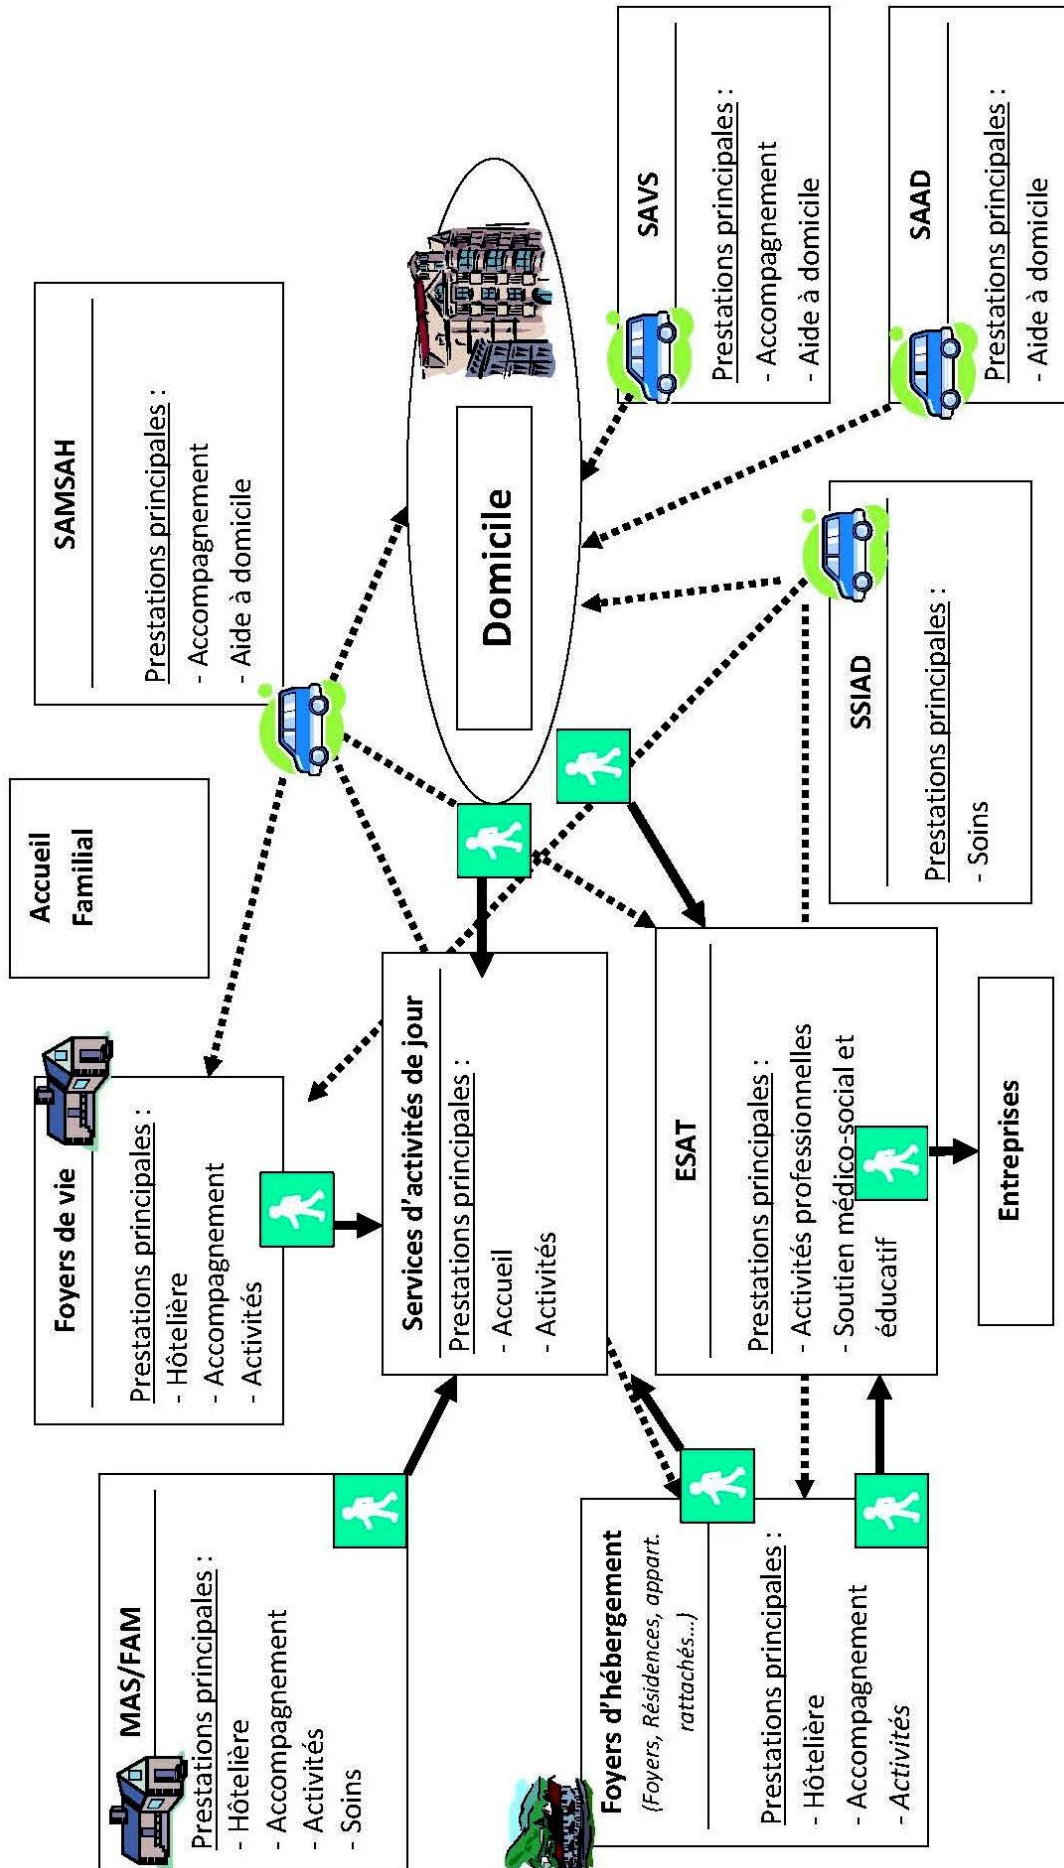 MAS/FAM
Prestations principales :
- Hôtelière
- Accompagnement
- Activités
- Soins
Foyers de vie
Prestations principales :
- Hôtelière
- Accompagnement
- Activités
Accueil
Familial
SAMSAH
Prestations principales :
- Accompagnement
- Aide à domicile
Services d'activités de jour
Prestations principales :
- Accueil
- Activités
Domicile
Foyers d'hébergement
(Foyers, Résidences, appart.
rattachés...)
Prestations principales :
- Hôtelière
- Accompagnement
- Activités
ESAT
Prestations principales :
- Activités professionnelles
- Soutien médico-social et
éducatif
SSIAD
Prestations principales :
- Soins
SAVS
Prestations principales :
- Accompagnement
- Aide à domicile
SAAD
Prestations principales :
- Aide à domicile
Entreprises